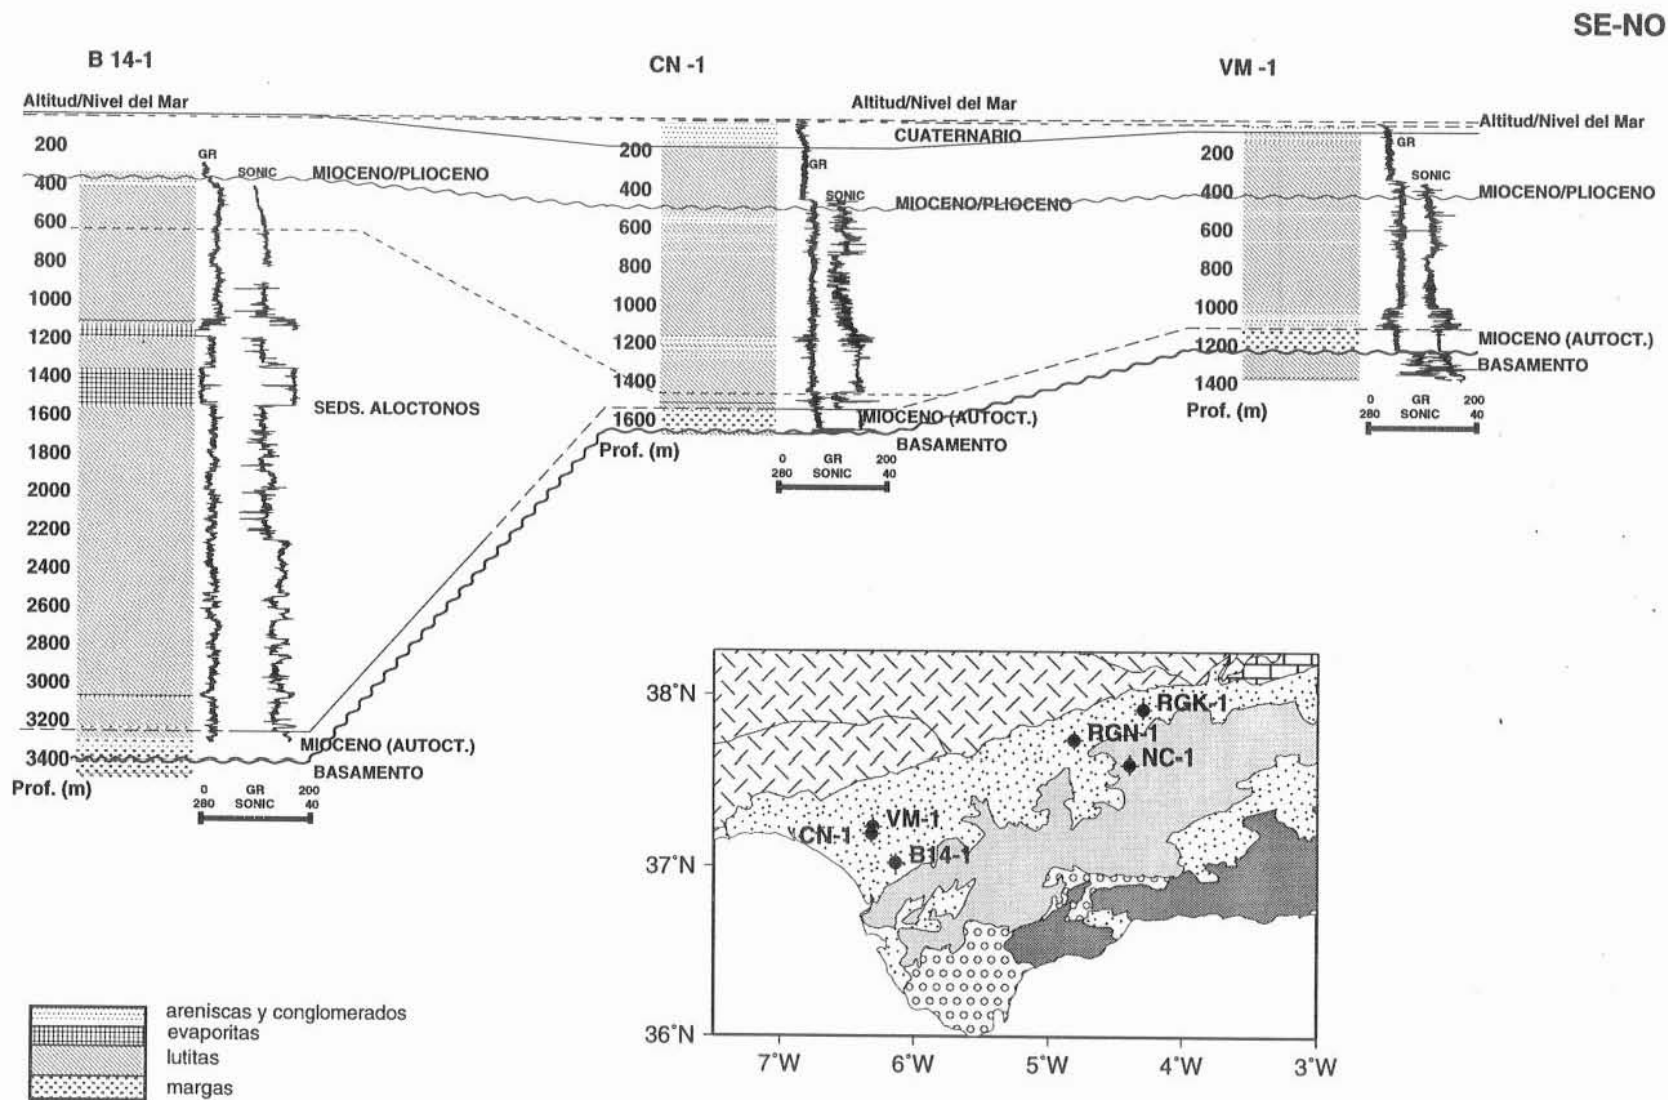 SE-NO
B 14-1
CN -1
VM -1
Altitud/Nivel del Mar
Altitud/Nivel del Mar
Altitud/Nivel del Mar
CUATERNARIO
200
400
600
800
1000
1200
1400
1600
1800
2000
2200
2400
2600
2800
3000
3200
3400
Prof. (m)
GR
SONIC
MIOCENO/PLIOCENO
SEDS. ALOCTONOS
MIOCENO (AUTOCT.)
BASAMENTO
0 GR 200
280 SONIC 40
200
400
600
800
1000
1200
1400
1600
Prof. (m)
GR
SONIC
MIOCENO/PLIOCENO
MIOCENO (AUTOCT.)
BASAMENTO
0 GR 200
280 SONIC 40
200
400
600
800
1000
1200
1400
Prof. (m)
GR
SONIC
MIOCENO/PLIOCENO
MIOCENO (AUTOCT.)
BASAMENTO
0 GR 200
280 SONIC 40
38°N
37°N
36°N
7°W
6°W
5°W
4°W
3°W
RGK-1
RGN-1
NC-1
VM-1
CN-1
B14-1
areniscas y conglomerados
evaporitas
lutitas
margas